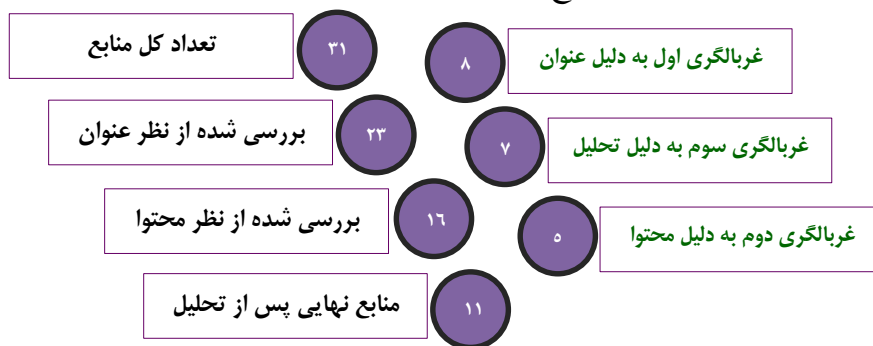 غربالگری اول به دلیل عنوان
۸
۳۱
تعداد کل منابع
غربالگری سوم به دلیل تحلیل
۷
۲۳
بررسی شده از نظر عنوان
غربالگری دوم به دلیل محتوا
۵
۱۶
بررسی شده از نظر محتوا
۱۱
منابع نهایی پس از تحلیل